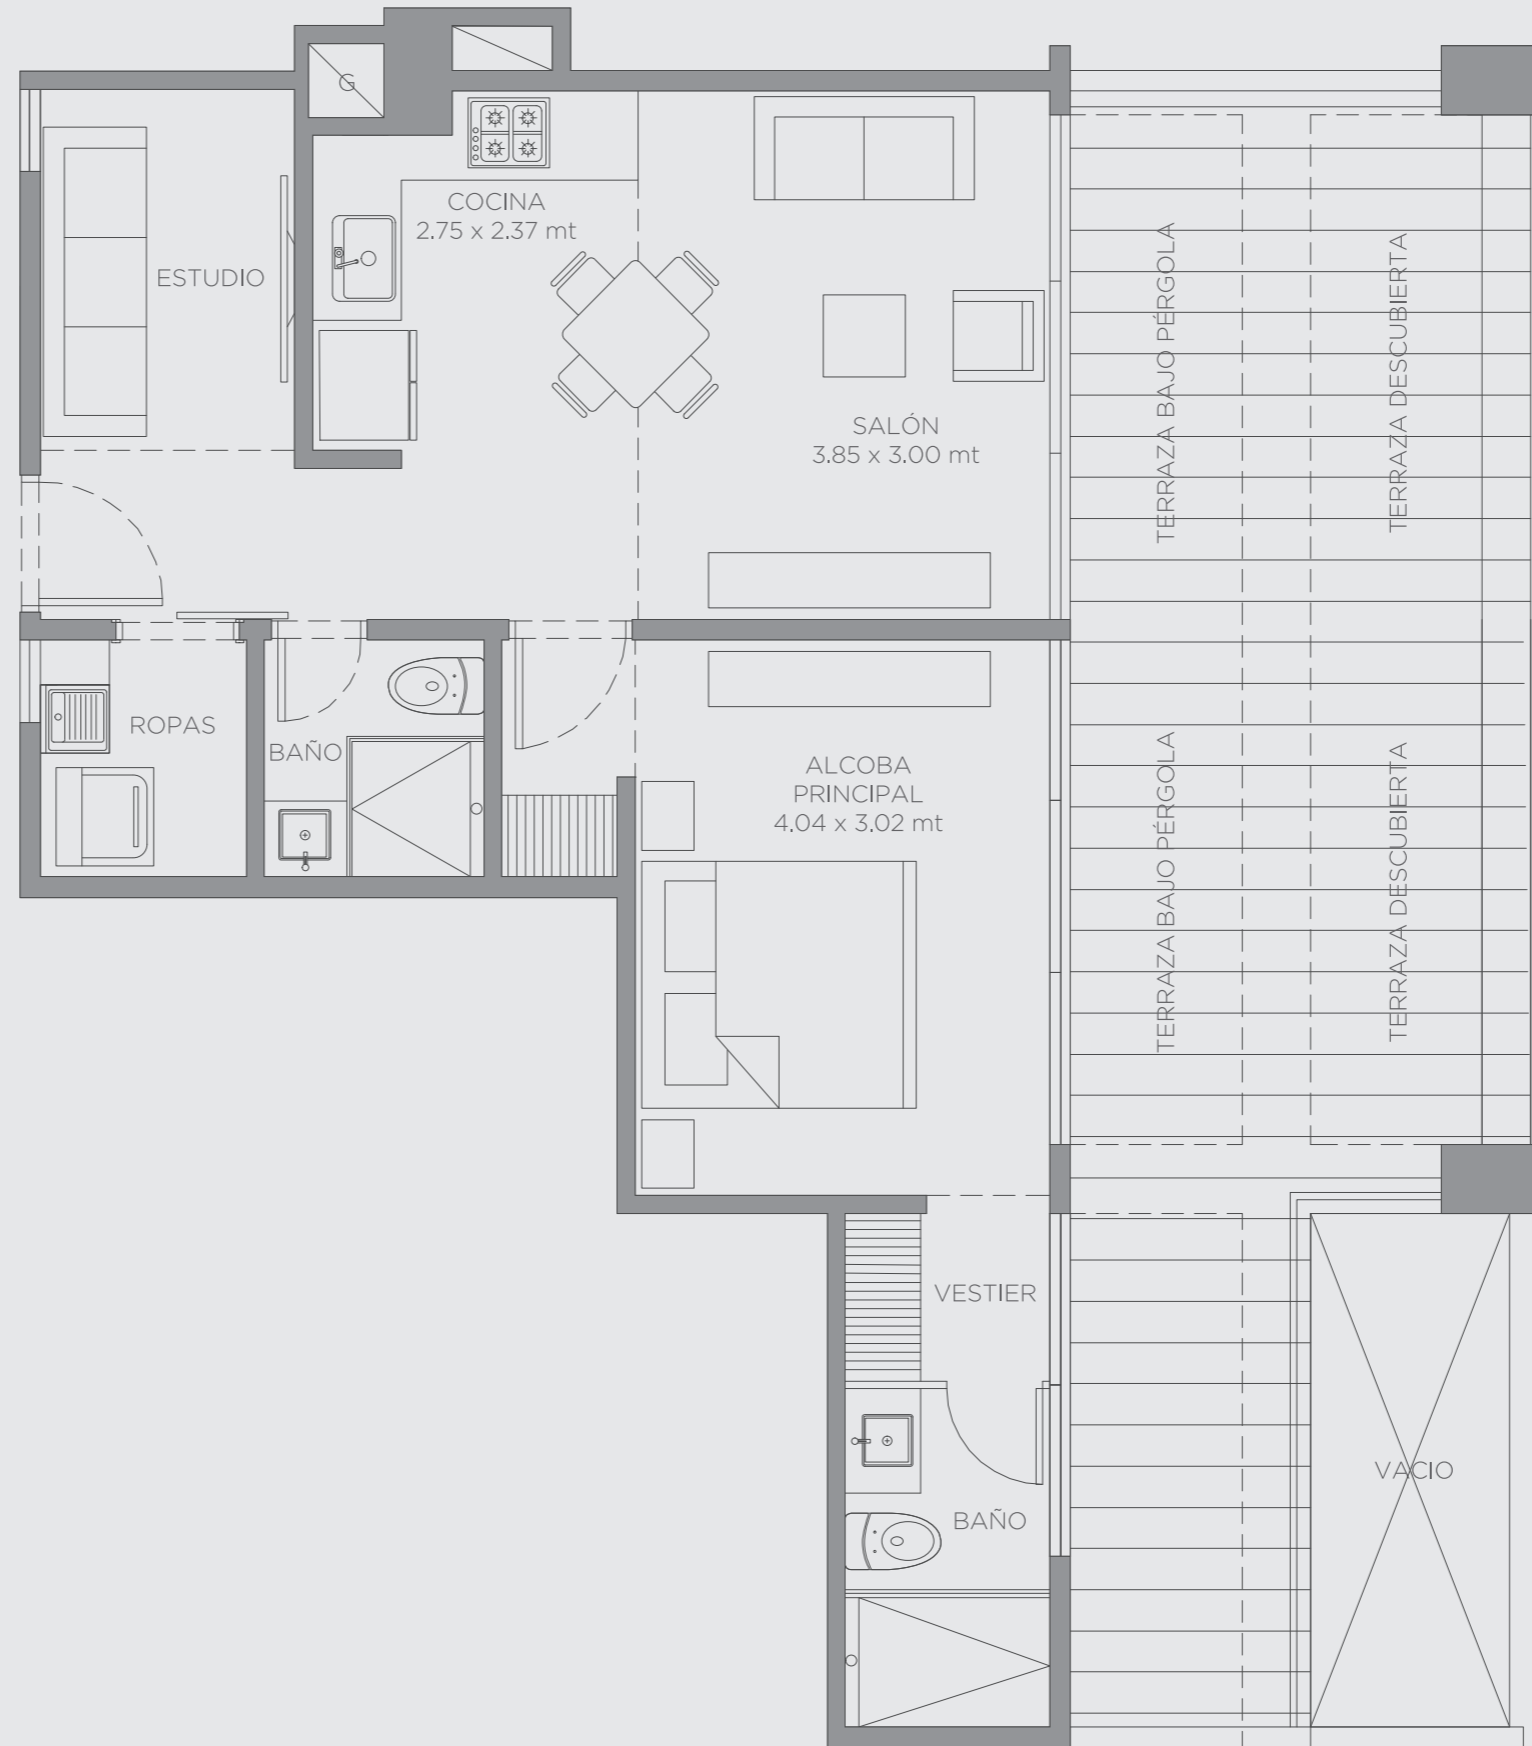 G
COCINA
2.75 x 2.37 mt
ESTUDIO
SALÓN
3.85 x 3.00 mt
TERRAZA BAJO PÉRGOLA
TERRAZA DESCUBIERTA
ROPAS
BAÑO
ALCOBA
PRINCIPAL
4.04 x 3.02 mt
TERRAZA BAJO PÉRGOLA
TERRAZA DESCUBIERTA
VESTIER
BAÑO
VACIO